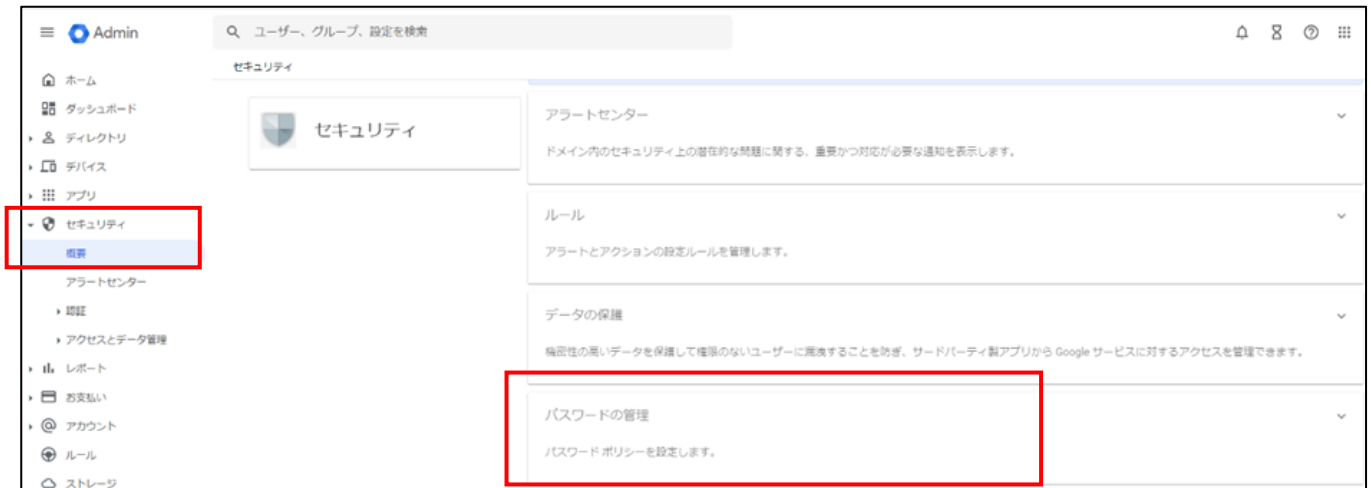 Admin
ユーザー、グループ、設定を検索
セキュリティ
ホーム
ダッシュボード
ディレクトリ
デバイス
アプリ
セキュリティ
概要
アラートセンター
認証
アクセスとデータ管理
レポート
お支払い
アカウント
ルール
ストレージ
セキュリティ
アラートセンター
ドメイン内のセキュリティ上の潜在的な問題に関する、重要かつ対応が必要な通知を表示します。
ルール
アラートとアクションの設定ルールを管理します。
データの保護
機密性の高いデータを保護して権限のないユーザーに漏洩することを防ぎ、サードパーティ製アプリから Google サービスに対するアクセスを管理できます。
パスワードの管理
パスワード ポリシーを設定します。